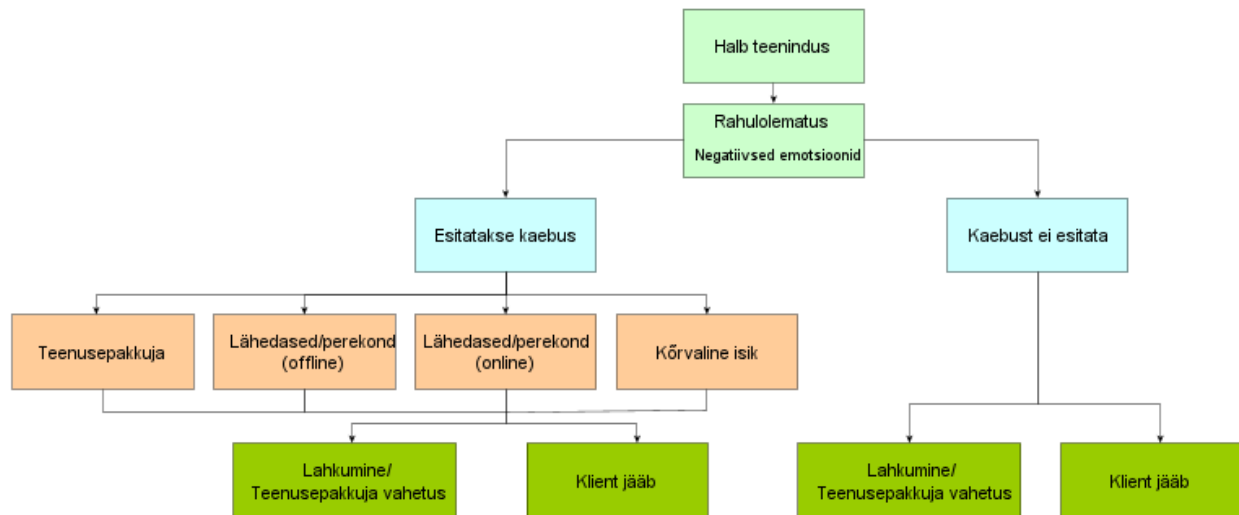 Halb teenindus
Rahulolematus
Negatiivsed emotsioonid
Esitatakse kaebus
Kaebust ei esitata
Teenusepakkuja
Lähedased/perekond
(offline)
Lähedased/perekond
(online)
Kõrvaline isik
Lahkumine/
Teenusepakkuja vahetus
Klient jääb
Lahkumine/
Teenusepakkuja vahetus
Klient jääb